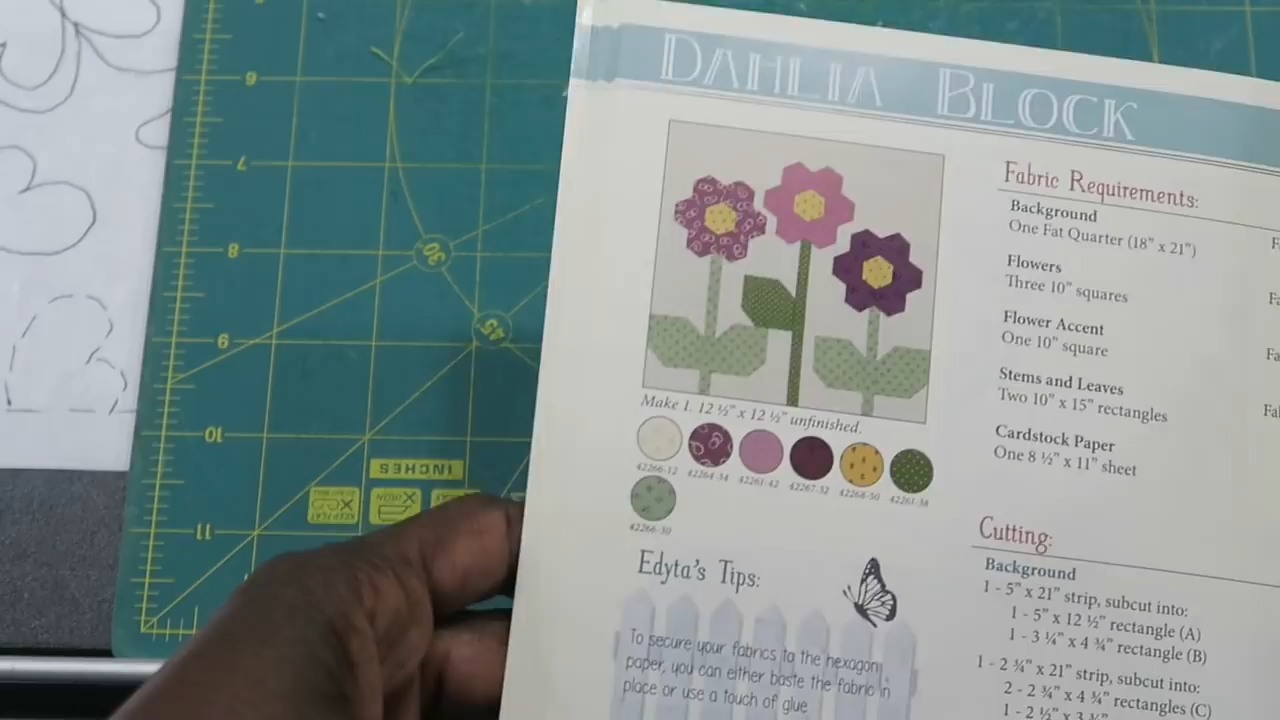 DAHLIA BLOCK
Make 1. 12 ½" x 12 ½" unfinished.
42266-12
42264-34
42261-42
42267-32
42268-50
42261-38
42266-30
Edyta's Tips:
To secure your fabrics to the hexagon
paper, you can either baste the fabric in
place or use a touch of glue
Fabric Requirements:
Background
One Fat Quarter (18" x 21")
Flowers
Three 10" squares
Flower Accent
One 10" square
Stems and Leaves
Two 10" x 15" rectangles
Cardstock Paper
One 8 ½" x 11" sheet
Cutting:
Background
1 - 5" x 21" strip, subcut into:
1 - 5" x 12 ½" rectangle (A)
1 - 3 ¼" x 4 ¾" rectangle (B)
1 - 2 ¾" x 21" strip, subcut into:
2 - 2 ¾" x 4 ¾" rectangles (C)
6
7
8
9
10
11
30
45
INCHES